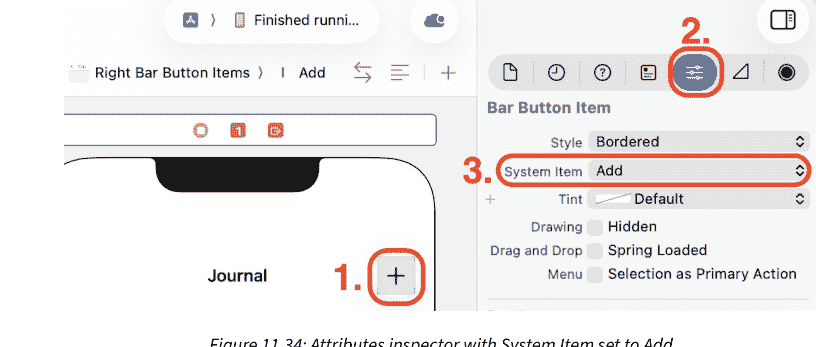 Finished runni...
2.
Right Bar Button Items
Add
Bar Button Item
Style Bordered
3. System Item Add
Tint Default
Drawing Hidden
Drag and Drop Spring Loaded
Journal 1.
Menu Selection as Primary Action
Figure 11.34: Attributes inspector with System Item set to Add